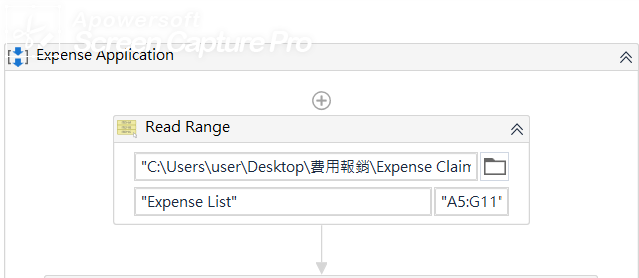 Apowersoft
Screen Capture Pro
Expense Application
Read Range
"C:\Users\user\Desktop\費用報銷\Expense Claim
"Expense List"
"A5:G11"